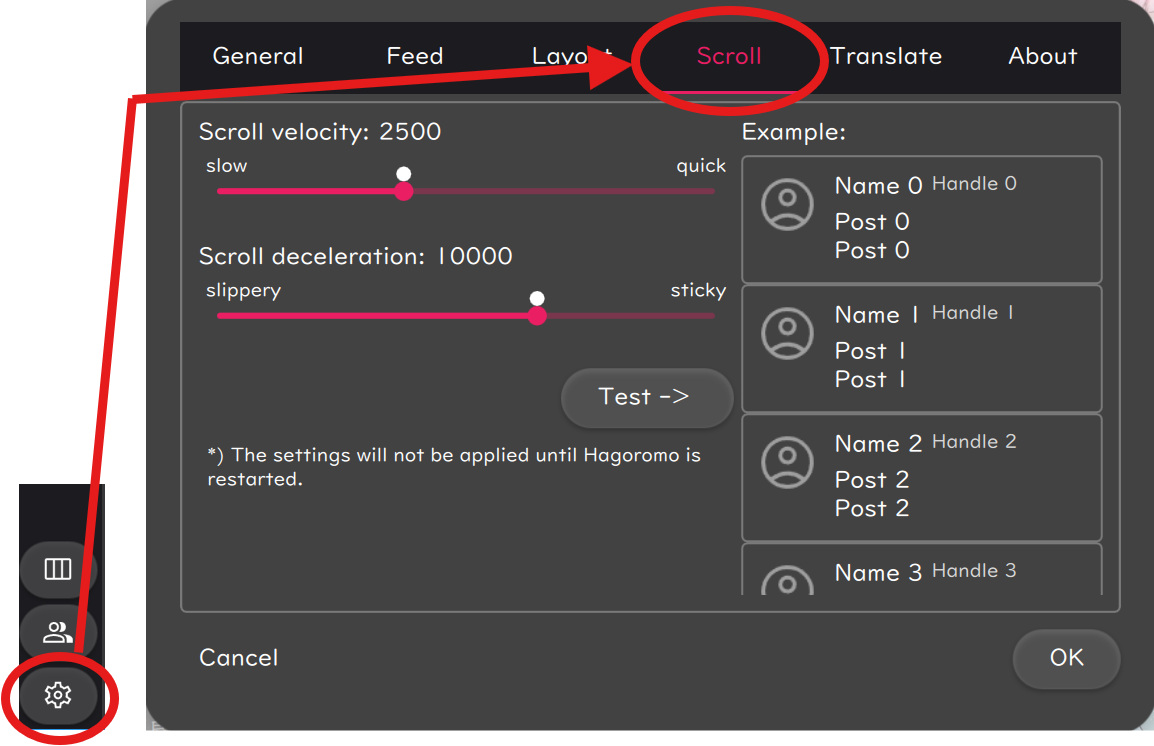 General Feed Layout Scroll Translate About
Scroll velocity: 2500
slow quick
Scroll deceleration: 10000
slippery sticky
Test ->
*) The settings will not be applied until Hagoromo is
restarted.
Example:
Name 0 Handle 0
Post 0
Post 0
Name 1 Handle 1
Post 1
Post 1
Name 2 Handle 2
Post 2
Post 2
Name 3 Handle 3
Cancel OK